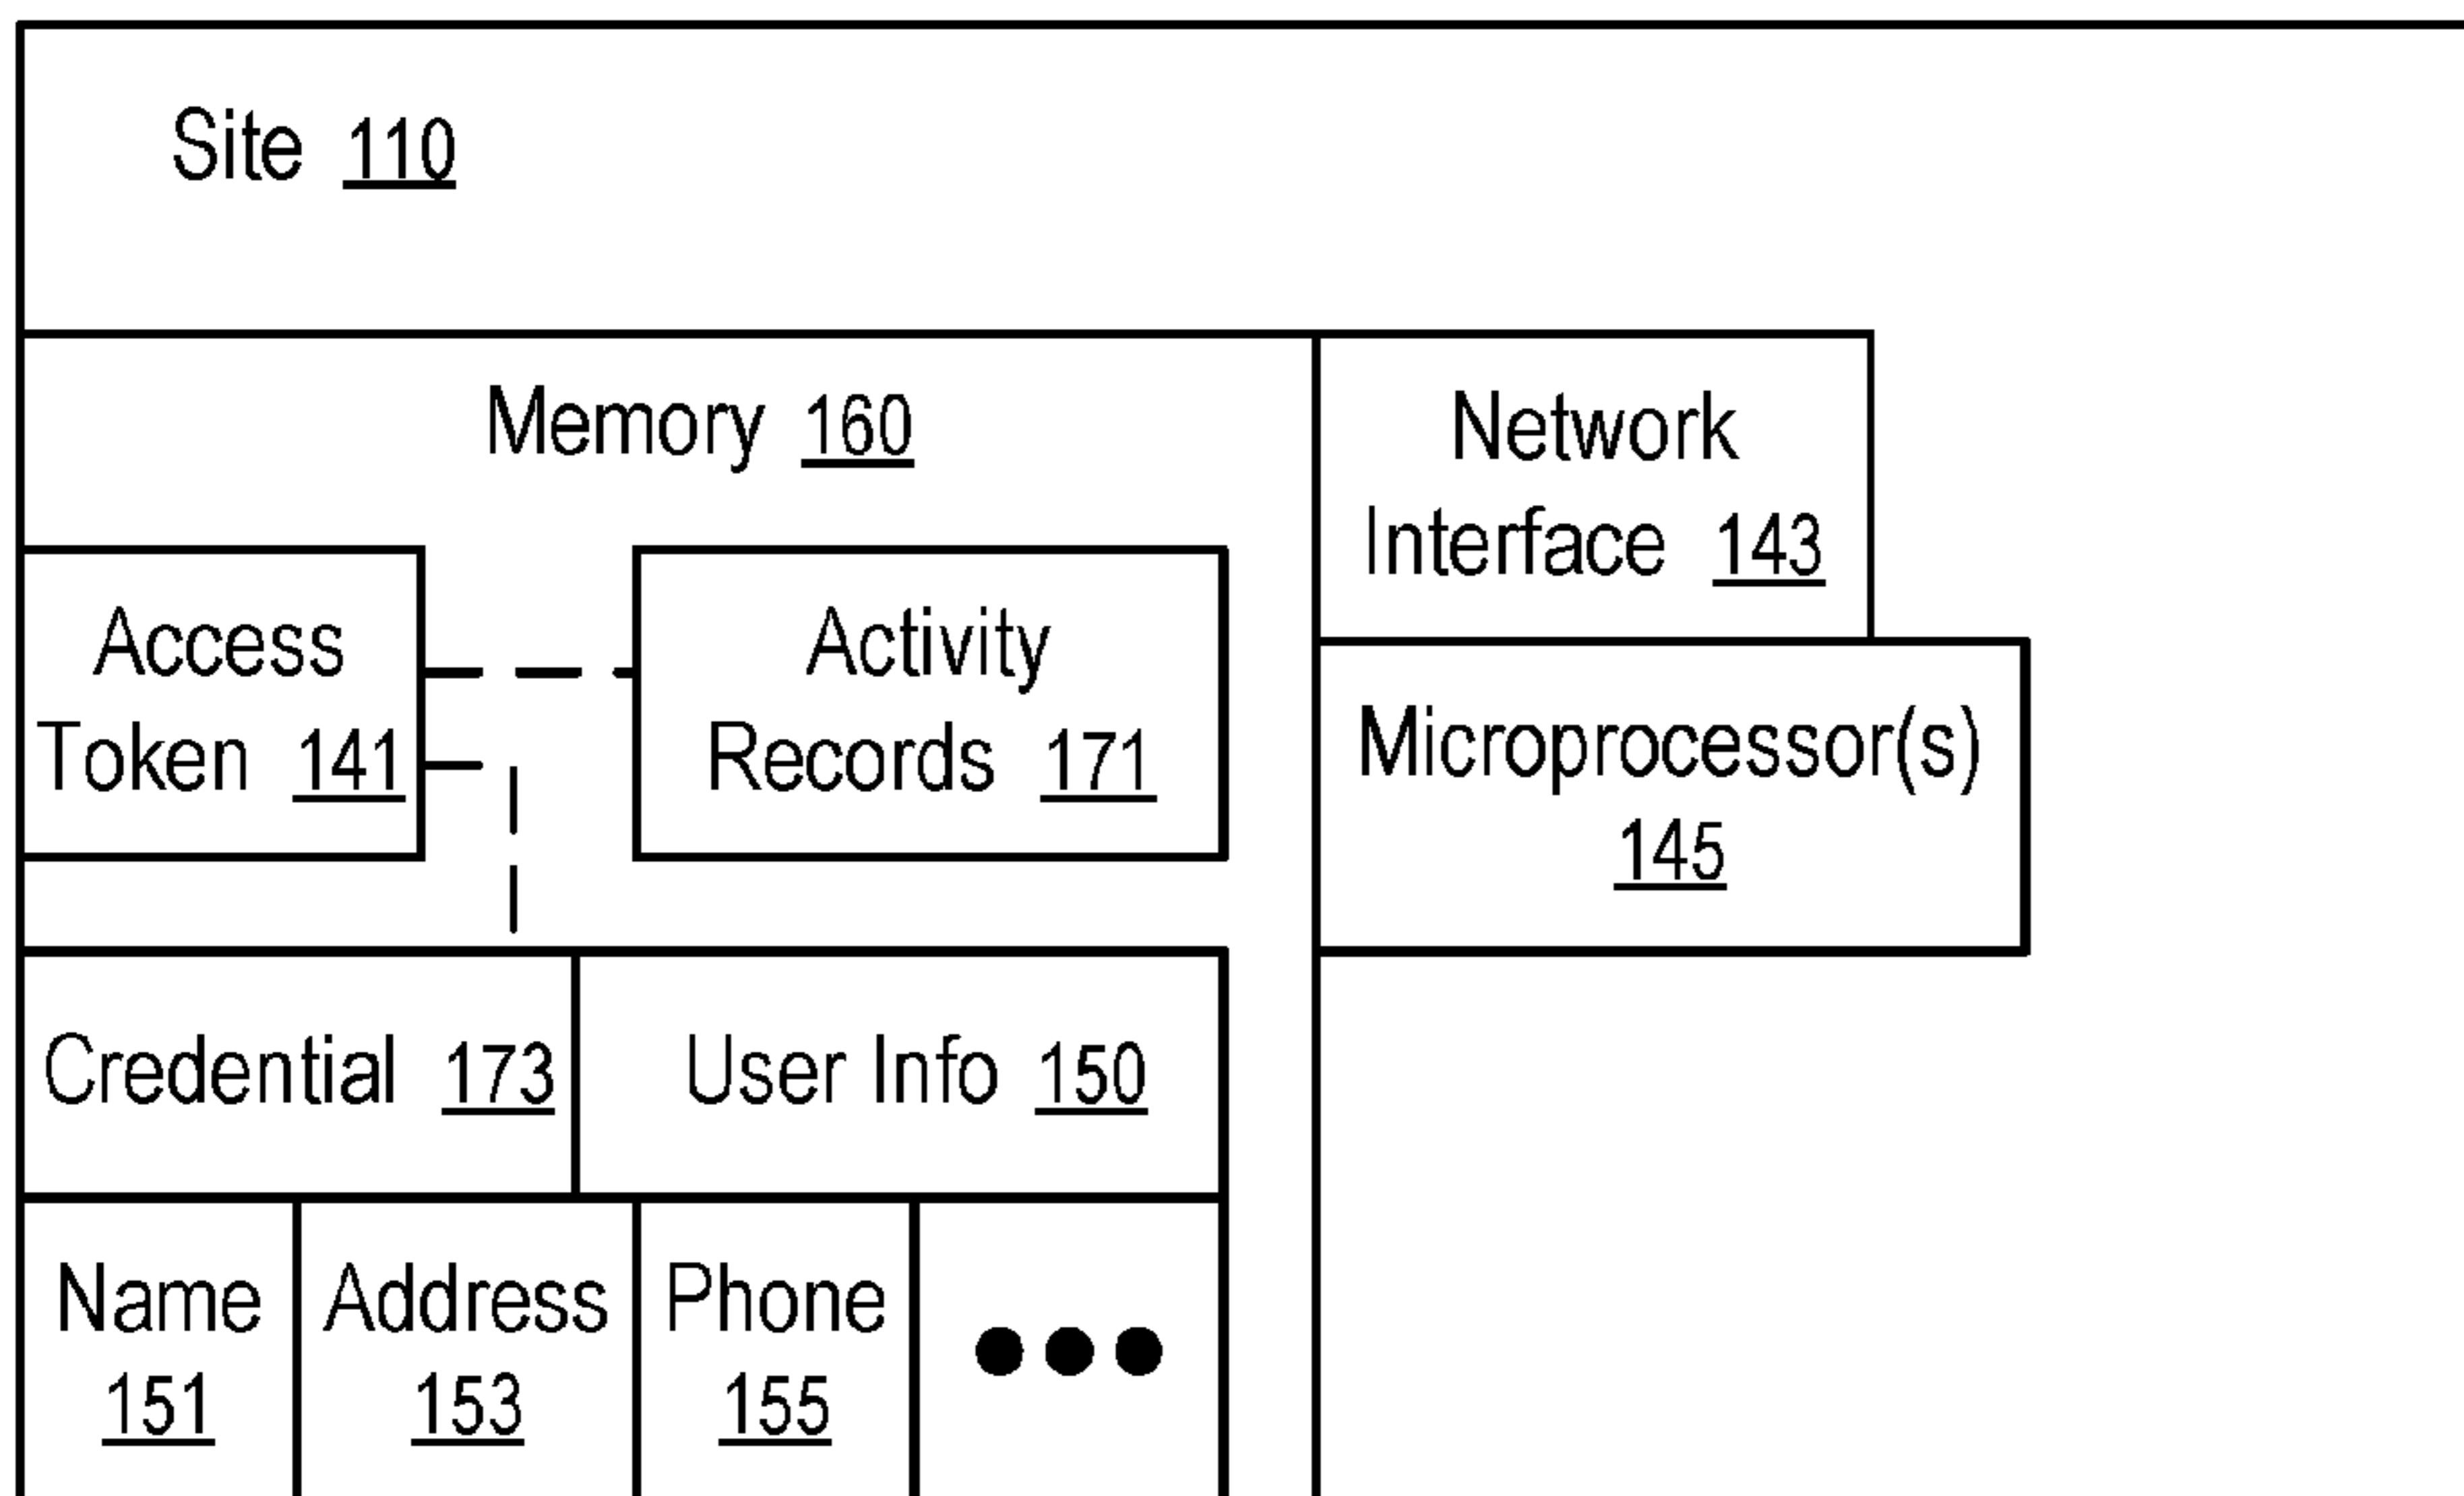 Site 110
Memory 160
Network
Interface 143
Access
Token 141
Activity
Records 171
Microprocessor(s)
145
Credential 173
User Info 150
Name
151
Address
153
Phone
155